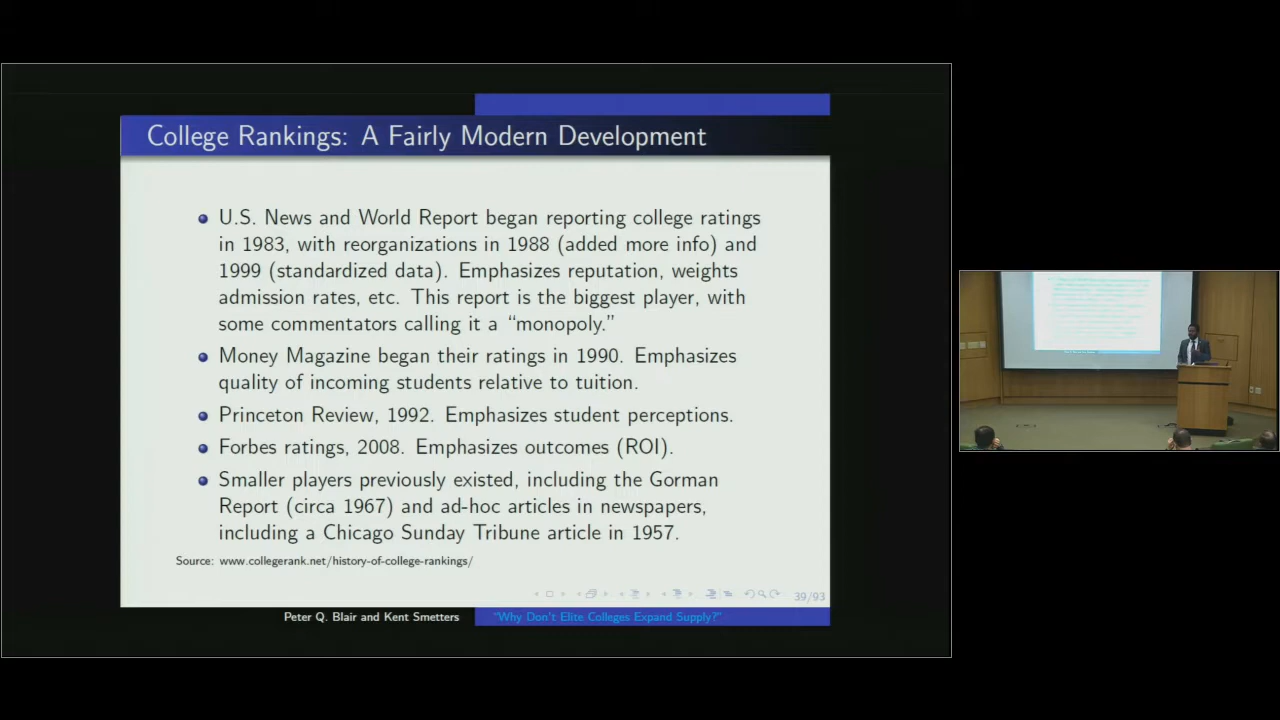 College Rankings: A Fairly Modern Development
U.S. News and World Report began reporting college ratings
in 1983, with reorganizations in 1988 (added more info) and
1999 (standardized data). Emphasizes reputation, weights
admission rates, etc. This report is the biggest player, with
some commentators calling it a “monopoly.”
Money Magazine began their ratings in 1990. Emphasizes
quality of incoming students relative to tuition.
Princeton Review, 1992. Emphasizes student perceptions.
Forbes ratings, 2008. Emphasizes outcomes (ROI).
Smaller players previously existed, including the Gorman
Report (circa 1967) and ad-hoc articles in newspapers,
including a Chicago Sunday Tribune article in 1957.
Source: www.collegerank.net/history-of-college-rankings/
39/93
Peter Q. Blair and Kent Smetters
“Why Don’t Elite Colleges Expand Supply?”